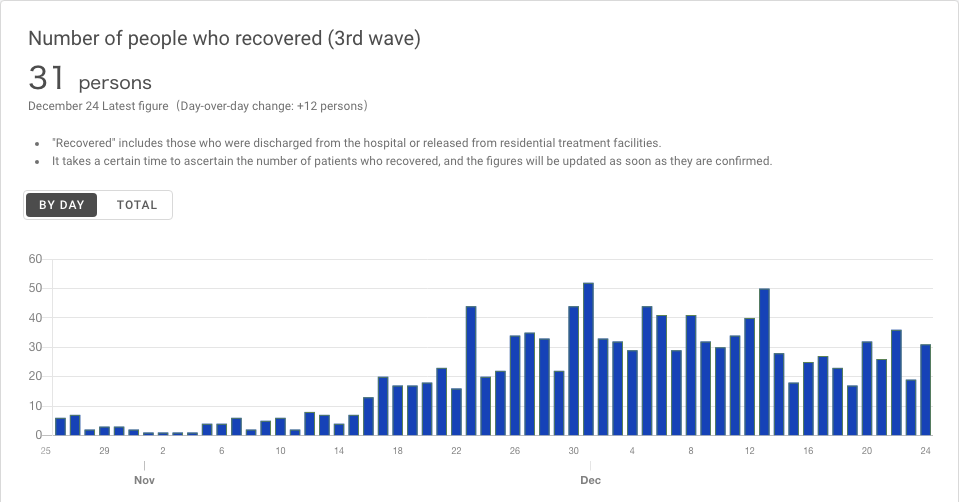 Number of people who recovered (3rd wave)
31 persons
December 24 Latest figure (Day-over-day change: +12 persons)
• "Recovered" includes those who were discharged from the hospital or released from residential treatment facilities.
• It takes a certain time to ascertain the number of patients who recovered, and the figures will be updated as soon as they are confirmed.
BY DAY TOTAL
60
50
40
30
20
10
0
25 29 2 6 10 14 18 22 26 30 4 8 12 16 20 24
Nov Dec